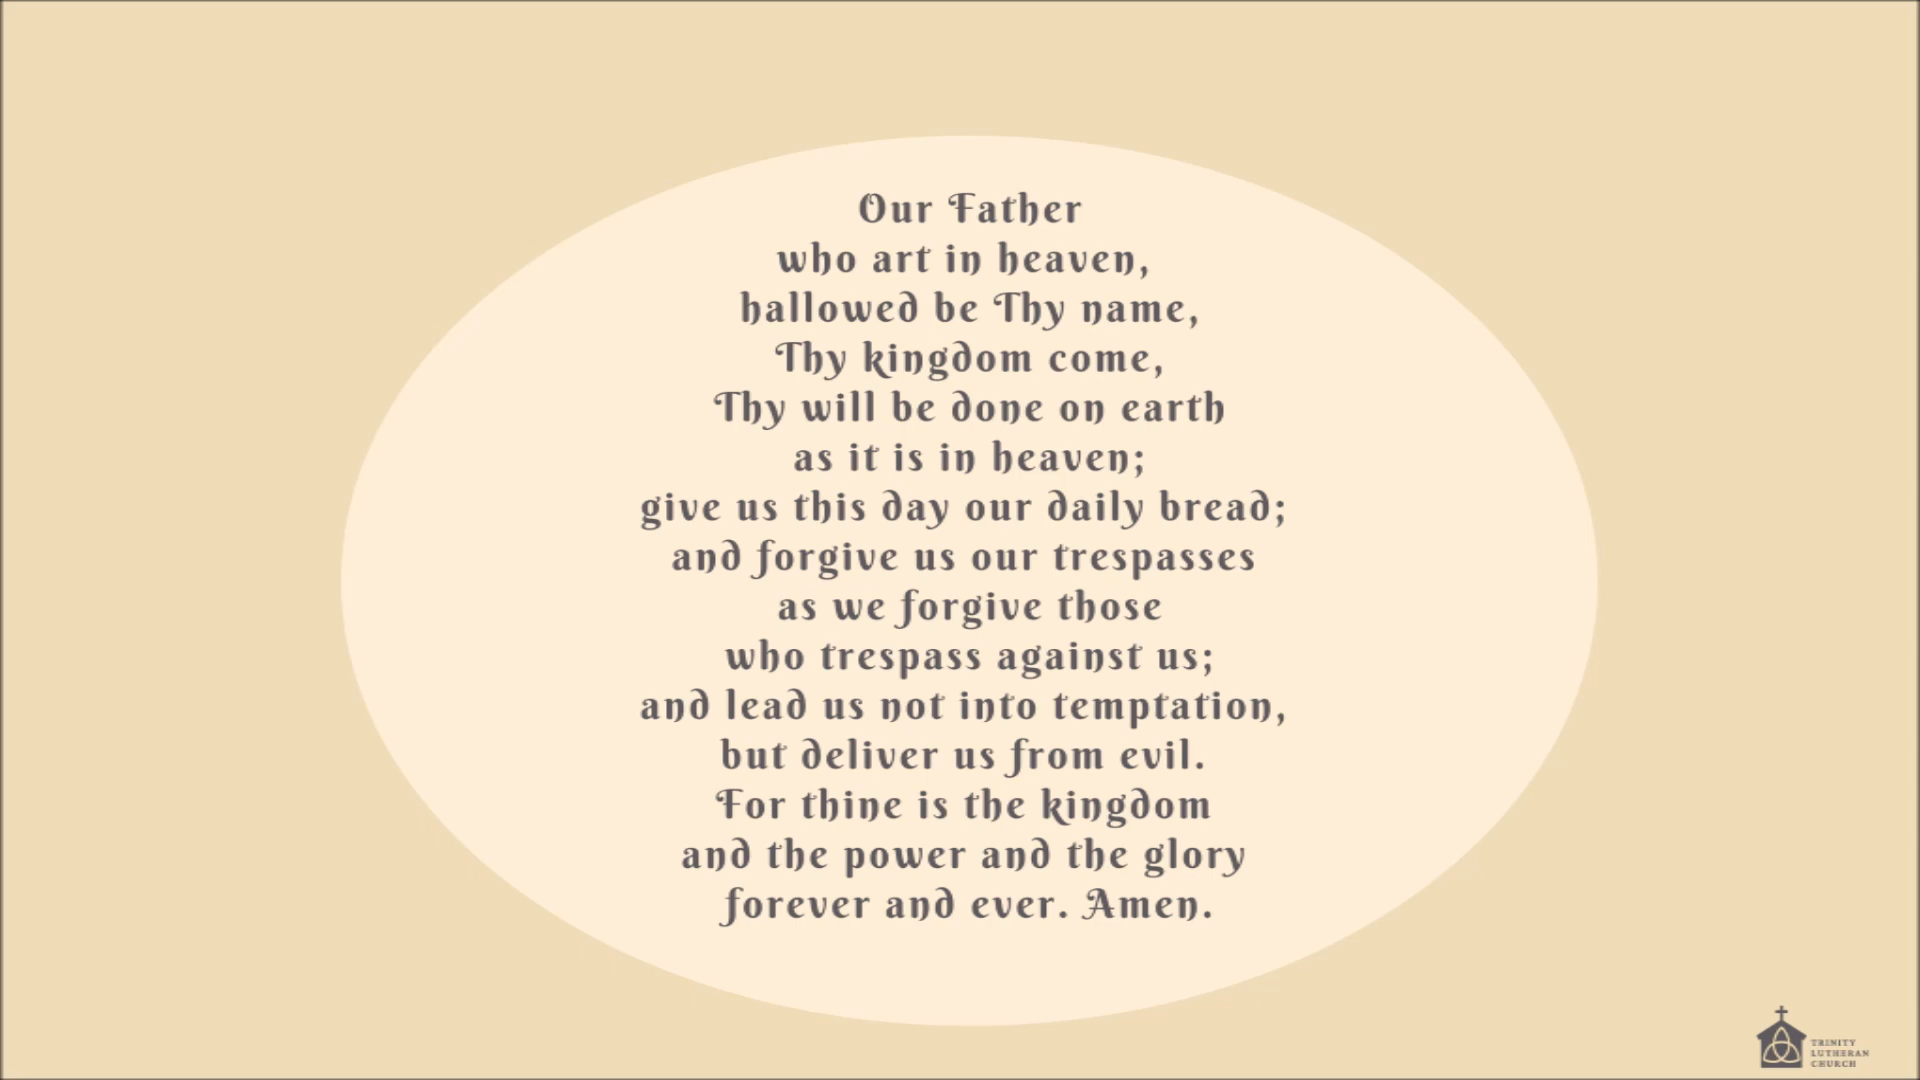 Our Father
who art in heaven,
hallowed be Thy name,
Thy kingdom come,
Thy will be done on earth
as it is in heaven;
give us this day our daily bread;
and forgive us our trespasses
as we forgive those
who trespass against us;
and lead us not into temptation,
but deliver us from evil.
For thine is the kingdom
and the power and the glory
forever and ever. Amen.
TRINITY
LUTHERAN
CHURCH